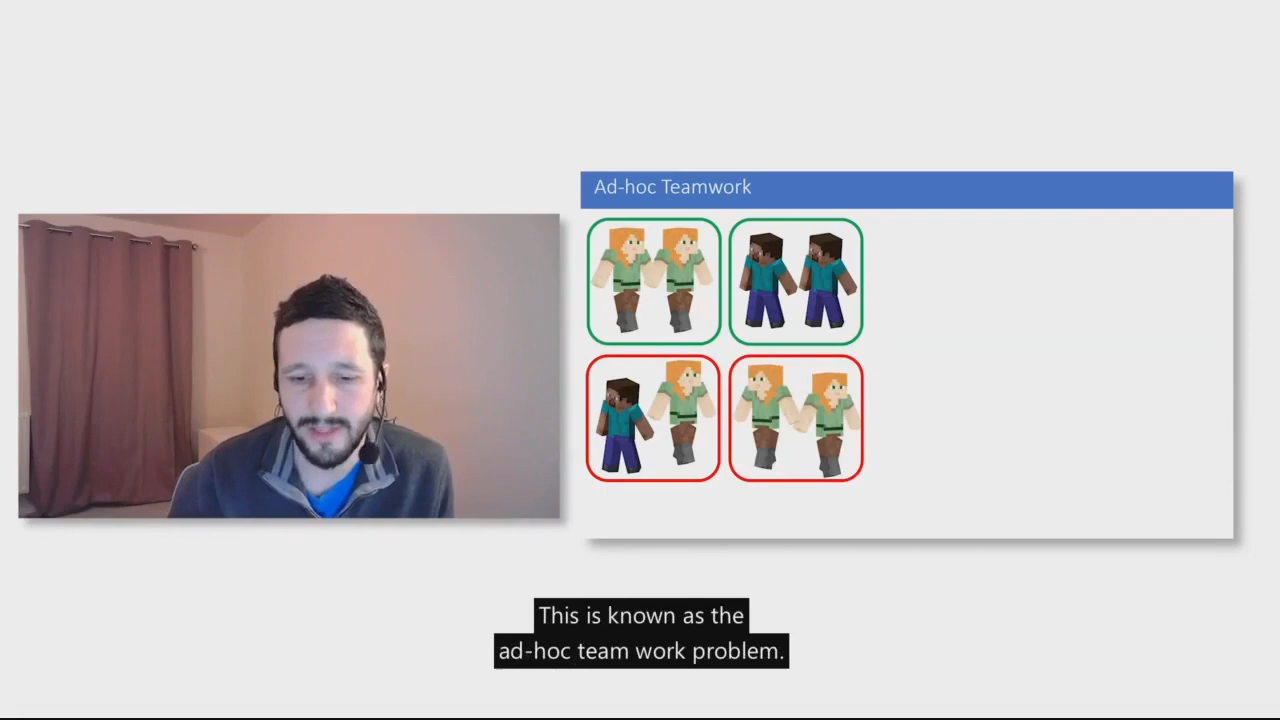 Ad-hoc Teamwork
This is known as the
ad-hoc team work problem.